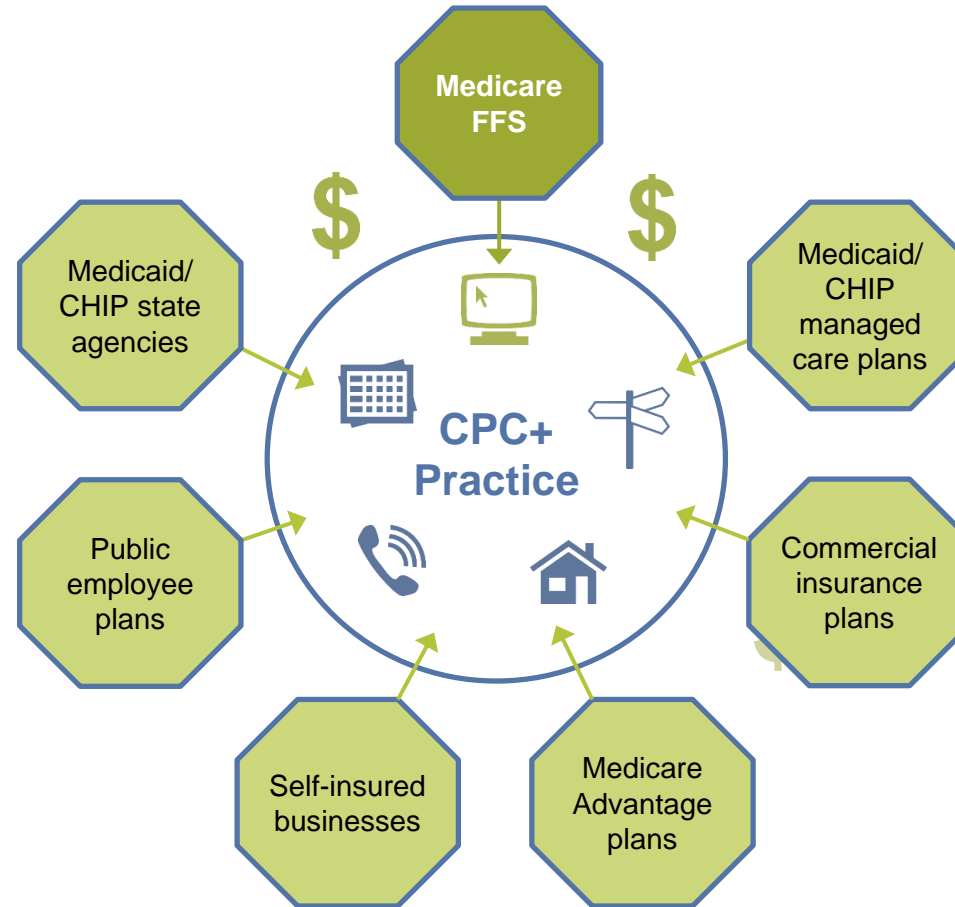 Medicare
FFS
$
$
Medicaid/
CHIP state
agencies
Medicaid/
CHIP
managed
care plans
CPC+
Practice
Public
employee
plans
Commercial
insurance
plans
Self-insured
businesses
Medicare
Advantage
plans